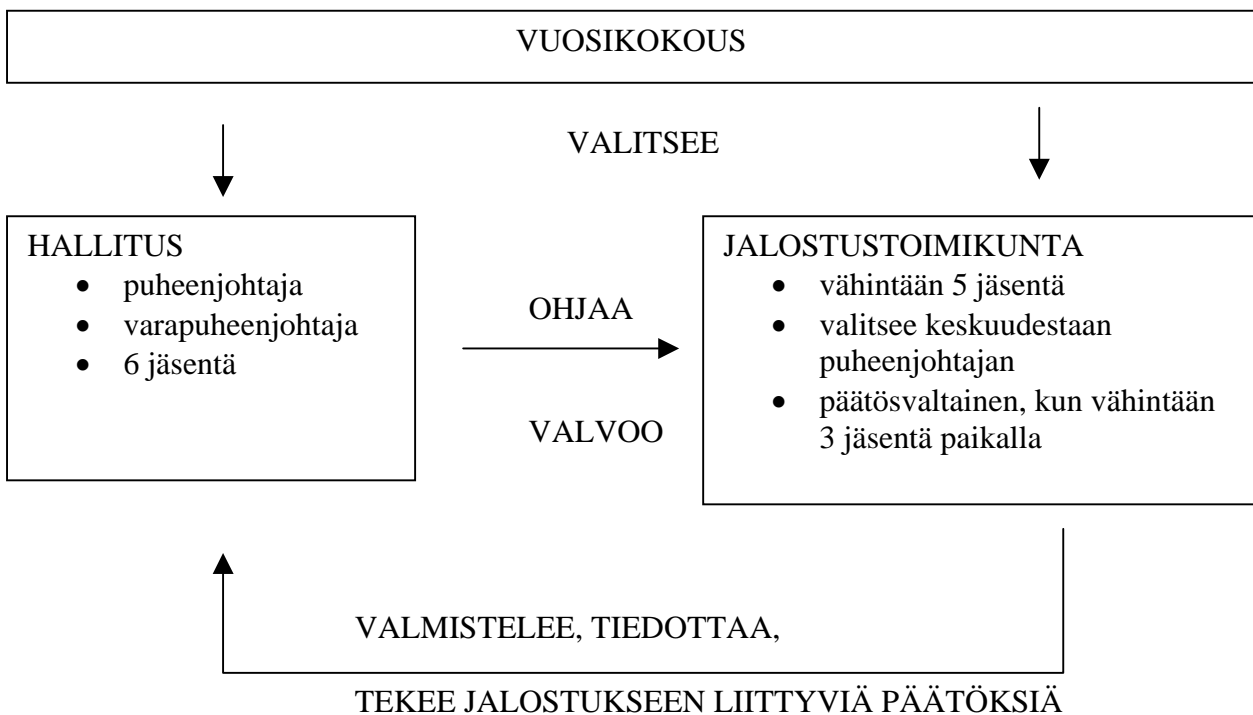 VUOSIKOKOUS
VALITSEE
HALLITUS
• puheenjohtaja
• varapuheenjohtaja
• 6 jäsentä
OHJAA
VALVOO
JALOSTUSTOIMIKUNTA
• vähintään 5 jäsentä
• valitsee keskuudestaan
puheenjohtajan
• päätösvaltainen, kun vähintään
3 jäsentä paikalla
VALMISTELEE, TIEDOTTAA,
TEKEE JALOSTUKSEEN LIITTYVIÄ PÄÄTÖKSIÄ